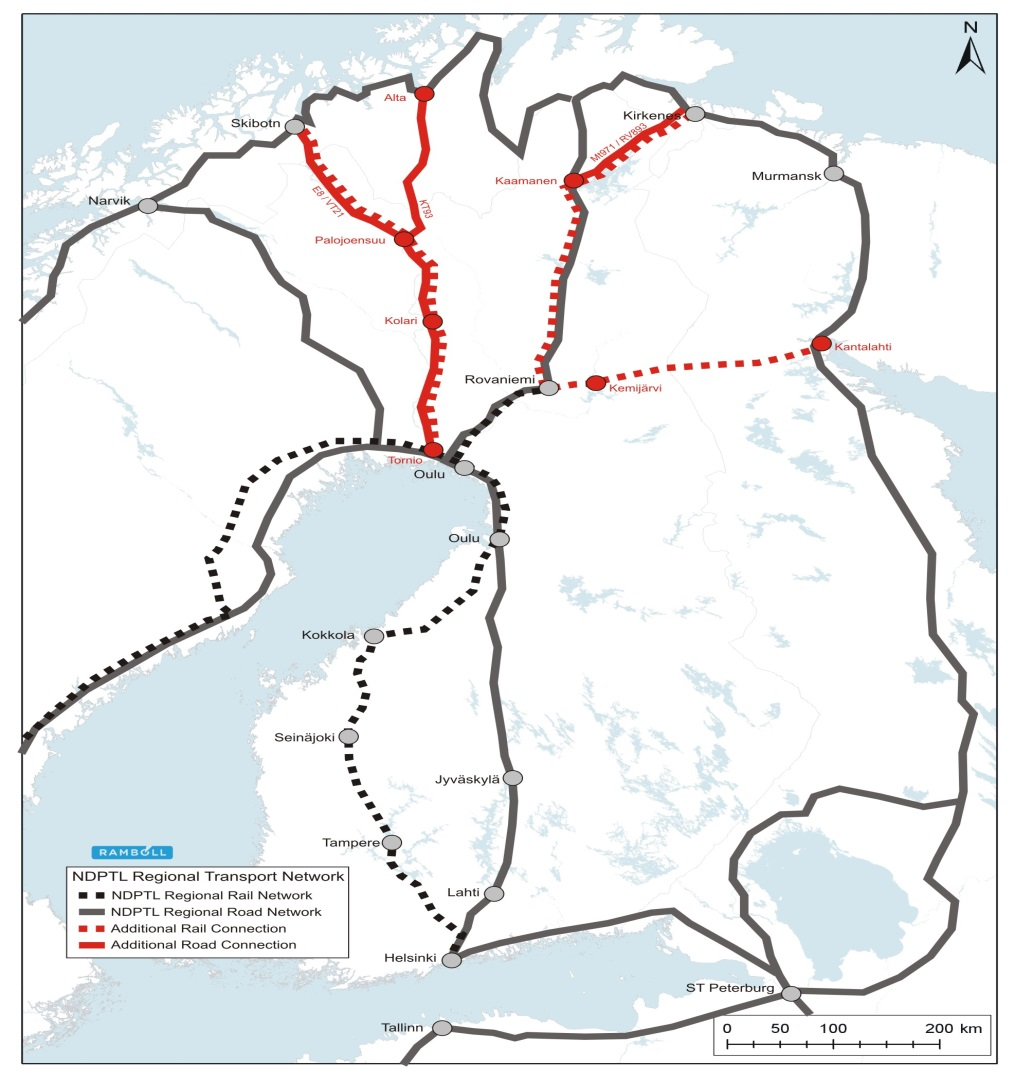 N
Alta
Skibotn
Kirkenes
Mt971 / RV893
Murmansk
Kaamanen
E8 / VT21
Narvik
KT93
Palojoensuu
Kolari
Kantalahti
Rovaniemi
Kemijärvi
Tornio
Oulu
Oulu
Kokkola
Seinäjoki
Jyväskylä
Tampere
RAMBOLL
NDPTL Regional Transport Network
NDPTL Regional Rail Network
NDPTL Regional Road Network
Additional Rail Connection
Additional Road Connection
Lahti
Helsinki
ST Peterburg
Tallinn
0 50 100 200 km